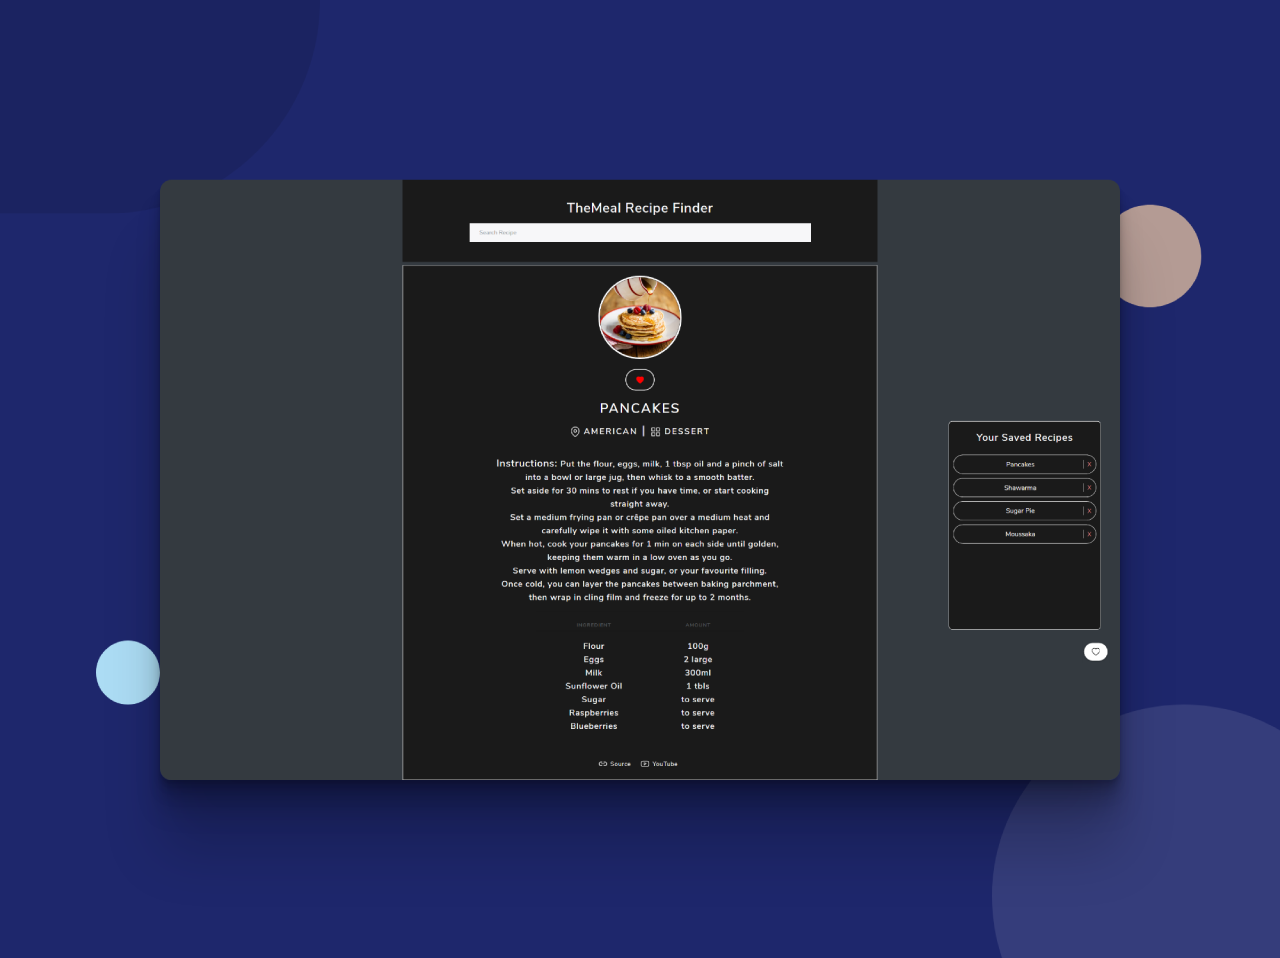 TheMeal Recipe Finder
Search Recipe
PANCAKES
AMERICAN | DESSERT
Instructions: Put the flour, eggs, milk, 1 tbsp oil and a pinch of salt
into a bowl or large jug, then whisk to a smooth batter.
Set aside for 30 mins to rest if you have time, or start cooking
straight away.
Set a medium frying pan or crêpe pan over a medium heat and
carefully wipe it with some oiled kitchen paper.
When hot, cook your pancakes for 1 min on each side until golden,
keeping them warm in a low oven as you go.
Serve with lemon wedges and sugar, or your favourite filling.
Once cold, you can layer the pancakes between baking parchment,
then wrap in cling film and freeze for up to 2 months.
INGREDIENT AMOUNT
Flour 100g
Eggs 2 large
Milk 300ml
Sunflower Oil 1 tbls
Sugar to serve
Raspberries to serve
Blueberries to serve
Source YouTube
Your Saved Recipes
Pancakes | X
Shawarma | X
Sugar Pie | X
Moussaka | X